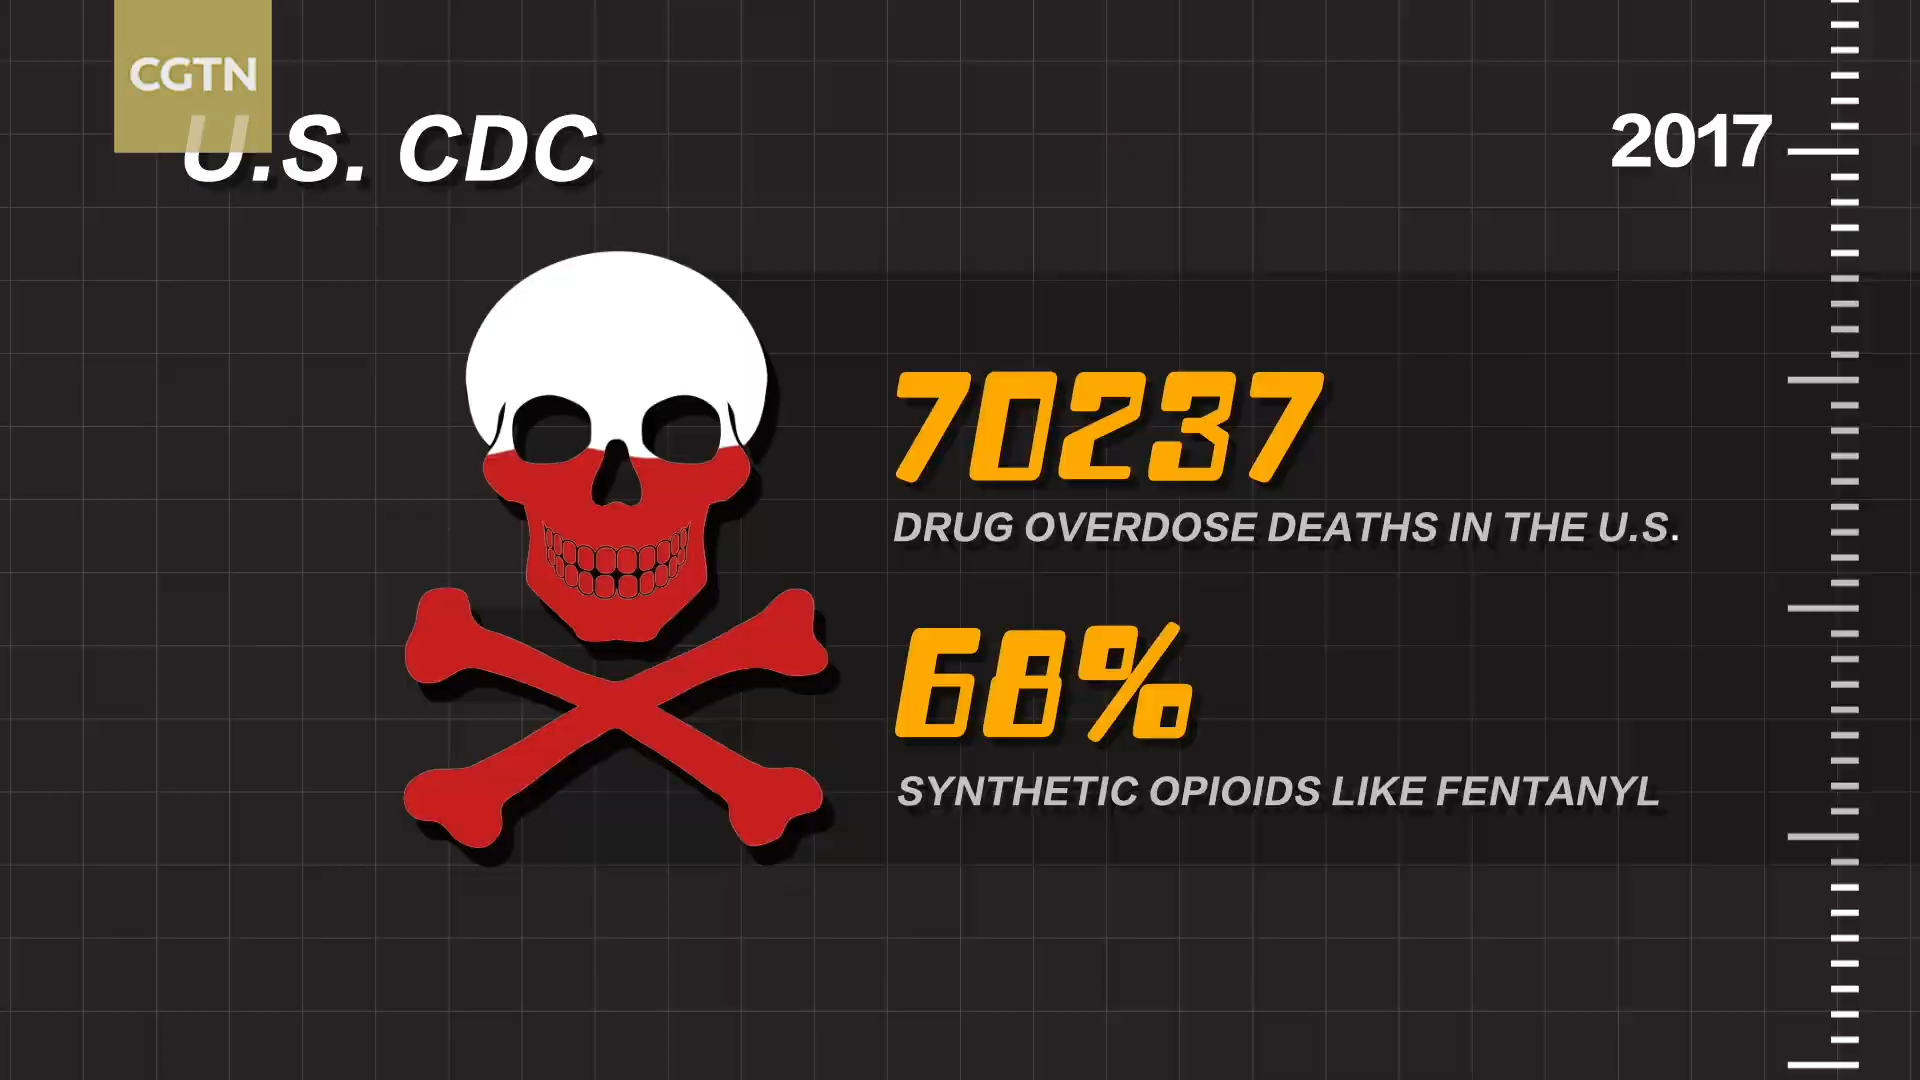 CGTN
U.S. CDC
2017
70237
DRUG OVERDOSE DEATHS IN THE U.S.
68%
SYNTHETIC OPIOIDS LIKE FENTANYL